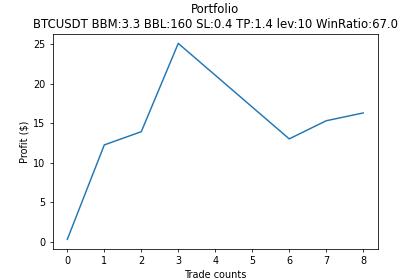 Portfolio
BTCUSDT BBM:3.3 BBL:160 SL:0.4 TP:1.4 lev:10 WinRatio:67.0
25
20
15
10
5
0
Profit ($)
0 1 2 3 4 5 6 7 8
Trade counts